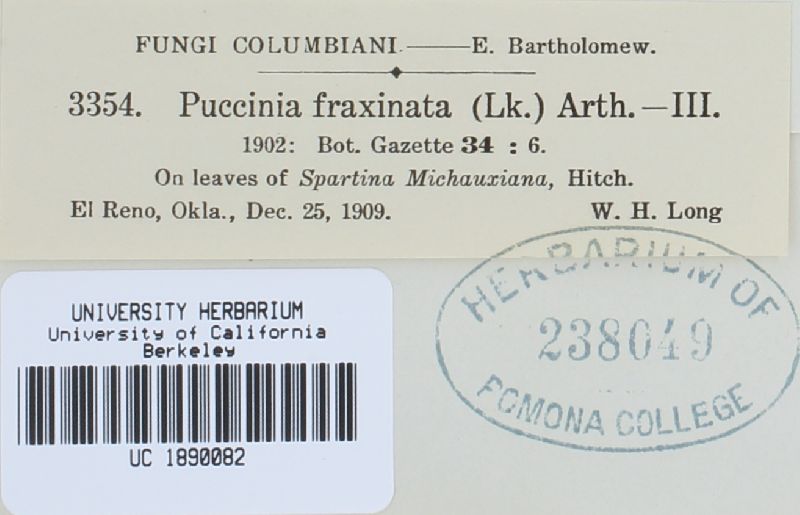 FUNGI COLUMBIANI.——E. Bartholomew.
3354. Puccinia fraxinata (Lk.) Arth.—III.
1902: Bot. Gazette 34 : 6.
On leaves of Spartina Michauxiana, Hitch.
El Reno, Okla., Dec. 25, 1909. W. H. Long
HERBARIUM OF
238049
POMONA COLLEGE
UNIVERSITY HERBARIUM
University of California
Berkeley
UC 1890082